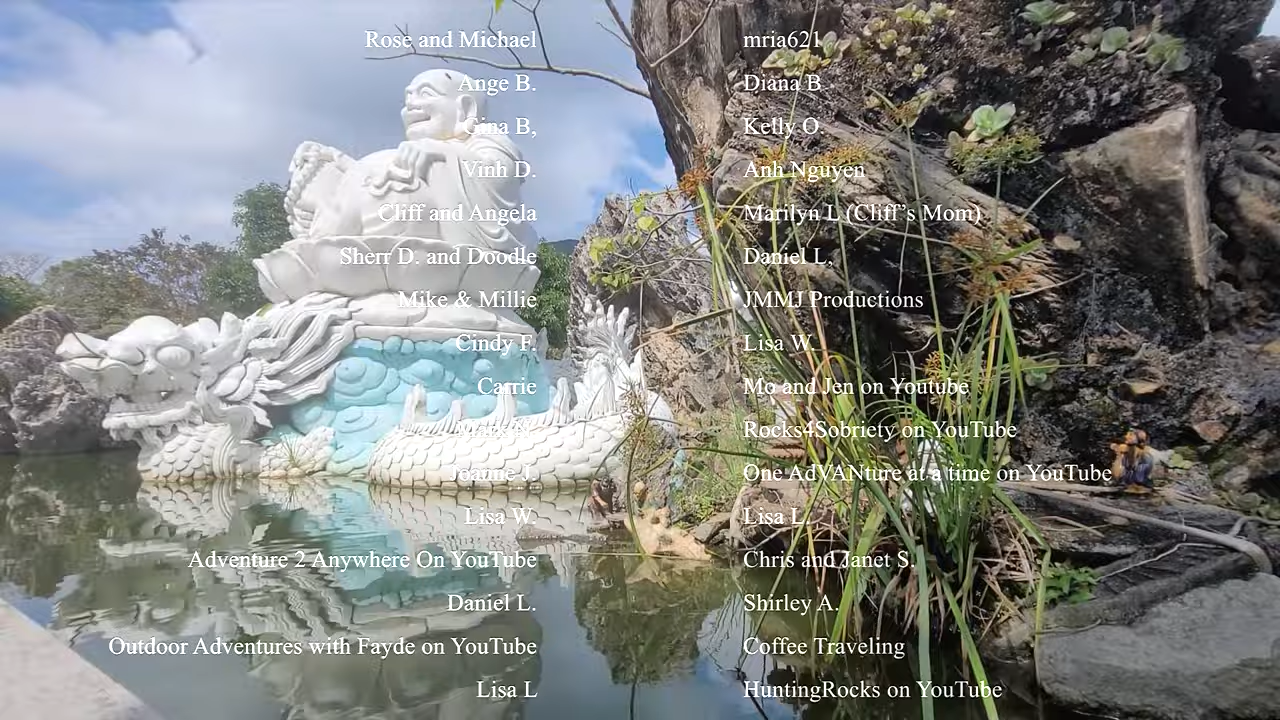 Rose and Michael
Ange B.
Gina B,
Vinh D.
Cliff and Angela
Sherr D. and Doodle
Mike & Millie
Cindy F.
Carrie
Joanne J.
Lisa W.
Adventure 2 Anywhere On YouTube
Daniel L.
Outdoor Adventures with Fayde on YouTube
Lisa L
mria621
Diana B
Kelly O.
Anh Nguyen
Marilyn L (Cliff’s Mom)
Daniel L,
JMMJ Productions
Lisa W.
Mo and Jen on Youtube
Rocks4Sobriety on YouTube
One AdVANture at a time on YouTube
Lisa L.
Chris and Janet S.
Shirley A.
Coffee Traveling
HuntingRocks on YouTube